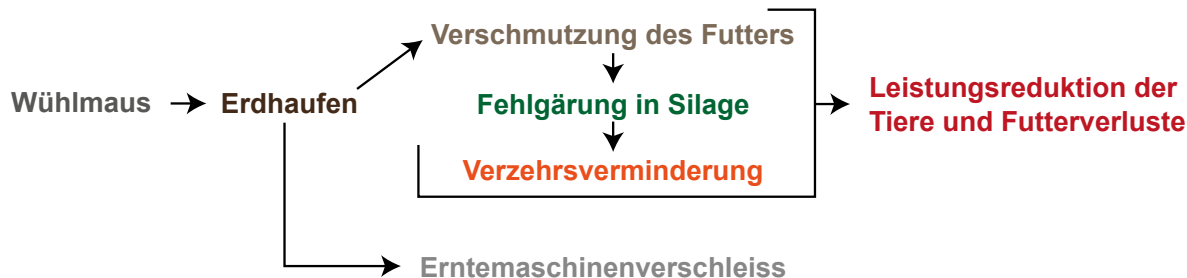 Wühlmaus
Erdhaufen
Verschmutzung des Futters
Fehlgärung in Silage
Verzehrsverminderung
Leistungsreduktion der
Tiere und Futterverluste
Erntemaschinenverschleiss